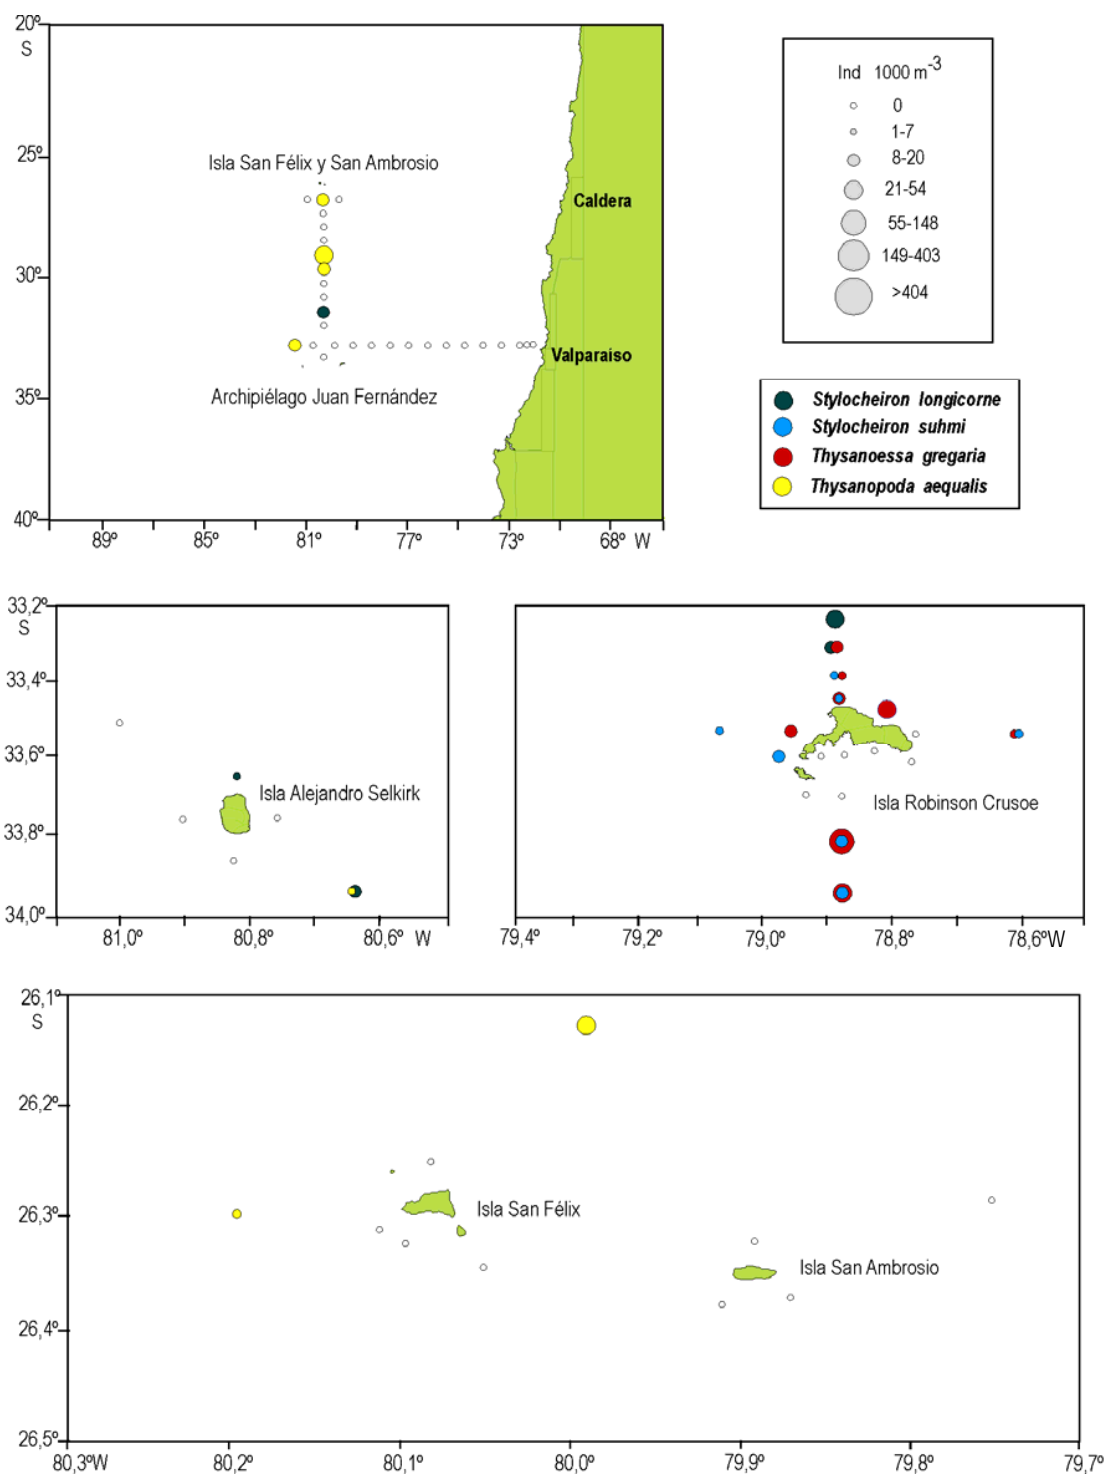 20º
S
25º
30º
35º
40º
Isla San Félix y San Ambrosio
Caldera
Valparaíso
Archipiélago Juan Fernández
89º 85º 81º 77º 73º 68º W
Ind 1000 m-3
0
1-7
8-20
21-54
55-148
149-403
>404
Stylocheiron longicorne
Stylocheiron suhmi
Thysanoessa gregaria
Thysanopoda aequalis
33,2º
S
33,4º
33,6º
33,8º
34,0º
Isla Alejandro Selkirk
81,0º 80,8º 80,6º W
Isla Robinson Crusoe
79,4º 79,2º 79,0º 78,8º 78,6ºW
26,1º
S
26,2º
26,3º
26,4º
26,5º
Isla San Félix
Isla San Ambrosio
80,3ºW 80,2º 80,1º 80,0º 79,9º 79,8º 79,7º